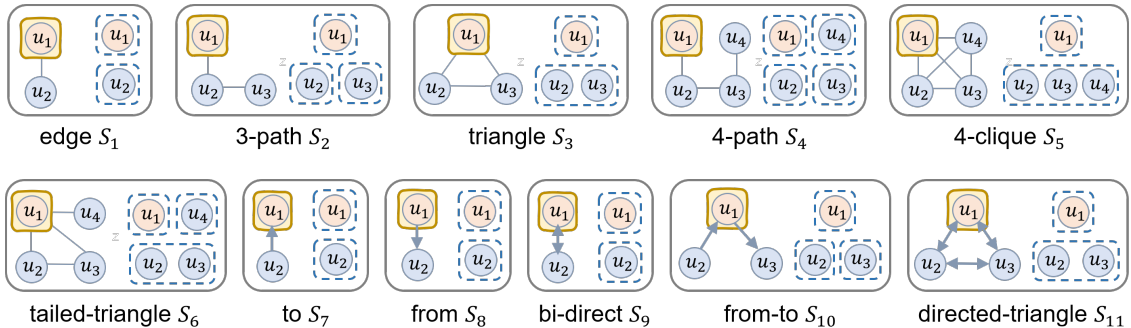 u₁ u₁ u₂ u₂
edge S₁
u₁ u₁ z u₂ u₃ u₂ u₃
3-path S₂
u₁ u₁ z u₂ u₃ u₂ u₃
triangle S₃
u₁ u₄ u₁ u₄ z u₂ u₃ u₂ u₃
4-path S₄
u₁ u₄ u₁ z u₂ u₃ u₂ u₃ u₄
4-clique S₅
u₁ u₄ u₁ u₄ z u₂ u₃ u₂ u₃
tailed-triangle S₆
u₁ u₁ u₂ u₂
to S₇
u₁ u₁ u₂ u₂
from S₈
u₁ u₁ u₂ u₂
bi-direct S₉
u₁ u₁ u₂ u₃ u₂ u₃
from-to S₁₀
u₁ u₁ u₂ u₃ u₂ u₃
directed-triangle S₁₁